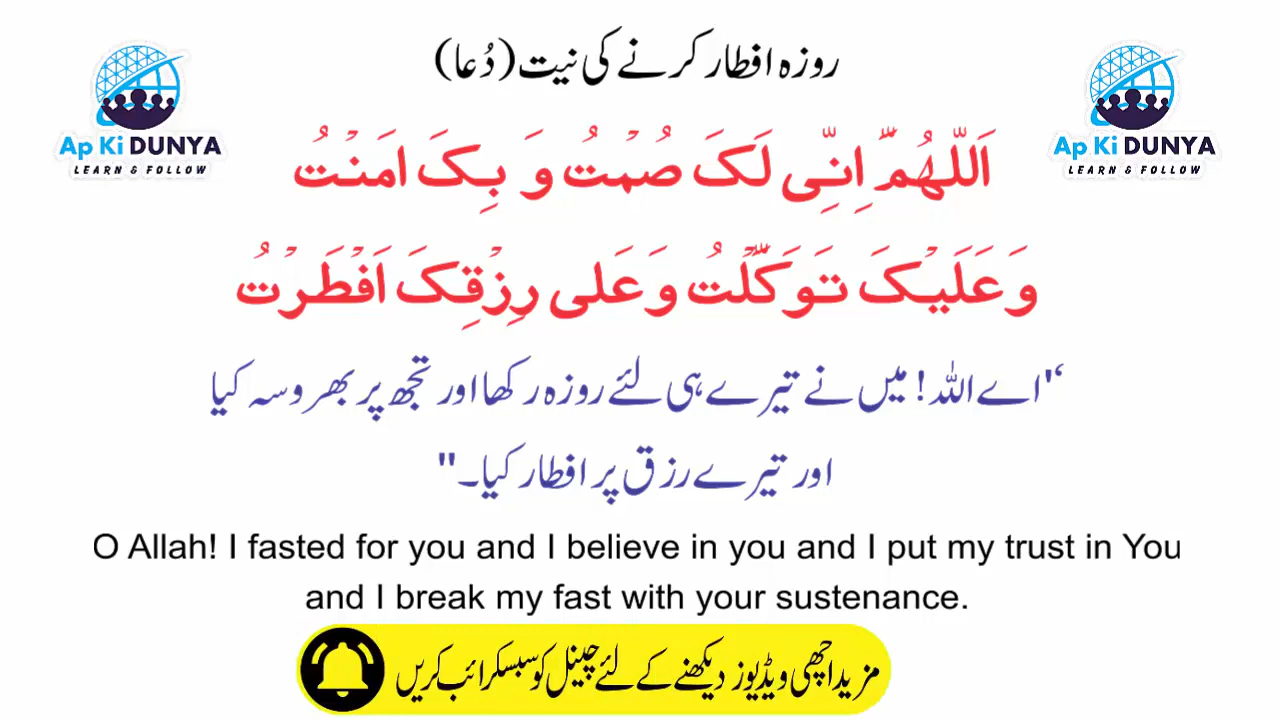 روزہ افطار کرنے کی نیت (دُعا)
Ap Ki DUNYA
LEARN & FOLLOW
Ap Ki DUNYA
LEARN & FOLLOW
اَللّٰهُمَّ اِنِّی لَکَ صُمْتُ وَ بِکَ اٰمَنْتُ
وَ عَلَیْکَ تَوَکَّلْتُ وَ عَلٰی رِزْقِکَ اَفْطَرْتُ
‘"اے اللہ! میں نے تیرے ہی لئے روزہ رکھا اور تجھ پر بھروسہ کیا
اور تیرے رزق پر افطار کیا۔"
O Allah! I fasted for you and I believe in you and I put my trust in You
and I break my fast with your sustenance.
مزید اچھی ویڈیوز دیکھنے کے لئے چینل کو سبسکرائب کریں